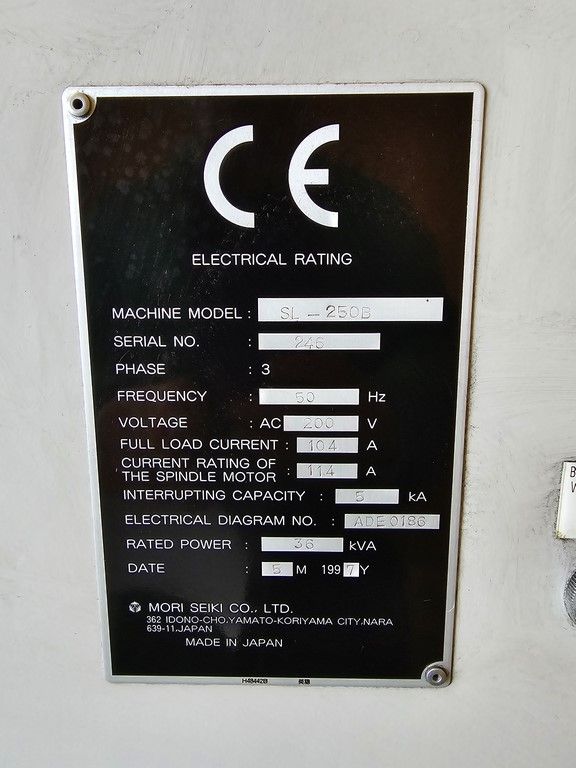 CE
ELECTRICAL RATING
MACHINE MODEL : SL-250B
SERIAL NO. : 246
PHASE : 3
FREQUENCY : 50 Hz
VOLTAGE : AC 200 V
FULL LOAD CURRENT : 104 A
CURRENT RATING OF
THE SPINDLE MOTOR : 114 A
INTERRUPTING CAPACITY : 5 kA
ELECTRICAL DIAGRAM NO. : ADE0186
RATED POWER : 36 kVA
DATE : 5 M 1997 Y
MORI SEIKI CO., LTD.
362 IDONO-CHO,YAMATO-KORIYAMA CITY,NARA
639-11,JAPAN
MADE IN JAPAN
H48442B